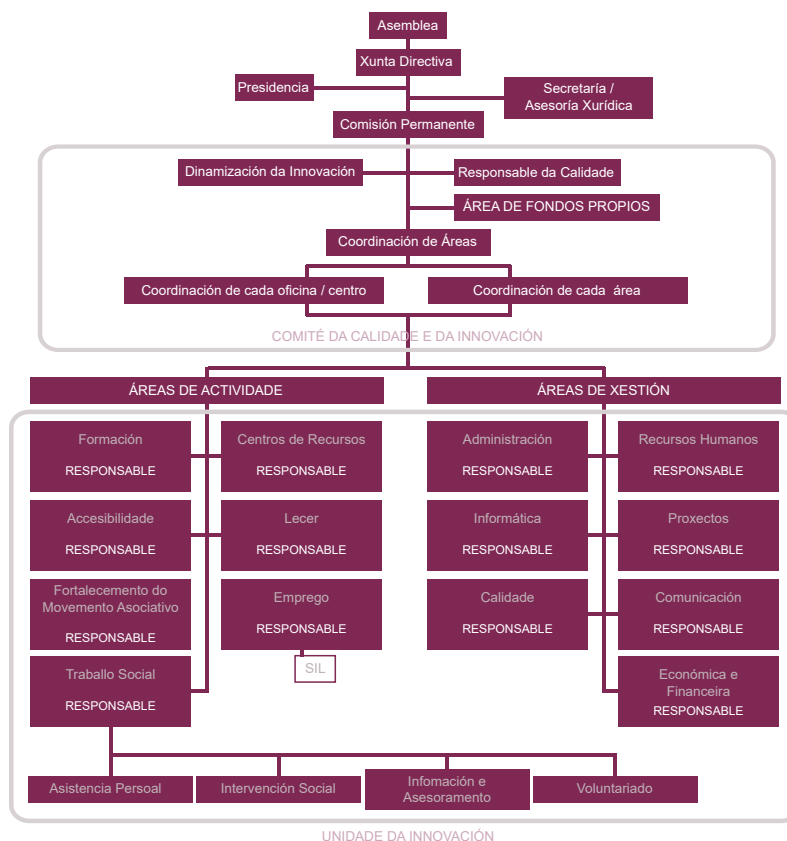 Asemblea
Xunta Directiva
Presidencia
Secretaría /
Asesoría Xurídica
Comisión Permanente
Dinamización da Innovación
Responsable da Calidade
ÁREA DE FONDOS PROPIOS
Coordinación de Áreas
Coordinación de cada oficina / centro
Coordinación de cada área
COMITÉ DA CALIDADE E DA INNOVACIÓN
ÁREAS DE ACTIVIDADE
ÁREAS DE XESTIÓN
Formación
RESPONSABLE
Centros de Recursos
RESPONSABLE
Administración
RESPONSABLE
Recursos Humanos
RESPONSABLE
Accesibilidade
RESPONSABLE
Lecer
RESPONSABLE
Informática
RESPONSABLE
Proxectos
RESPONSABLE
Fortalecemento do
Movemento Asociativo
RESPONSABLE
Emprego
RESPONSABLE
Calidade
RESPONSABLE
Comunicación
RESPONSABLE
SIL
Traballo Social
RESPONSABLE
Económica e
Financeira
RESPONSABLE
Asistencia Persoal
Intervención Social
Infomación e
Asesoramento
Voluntariado
UNIDADE DA INNOVACIÓN